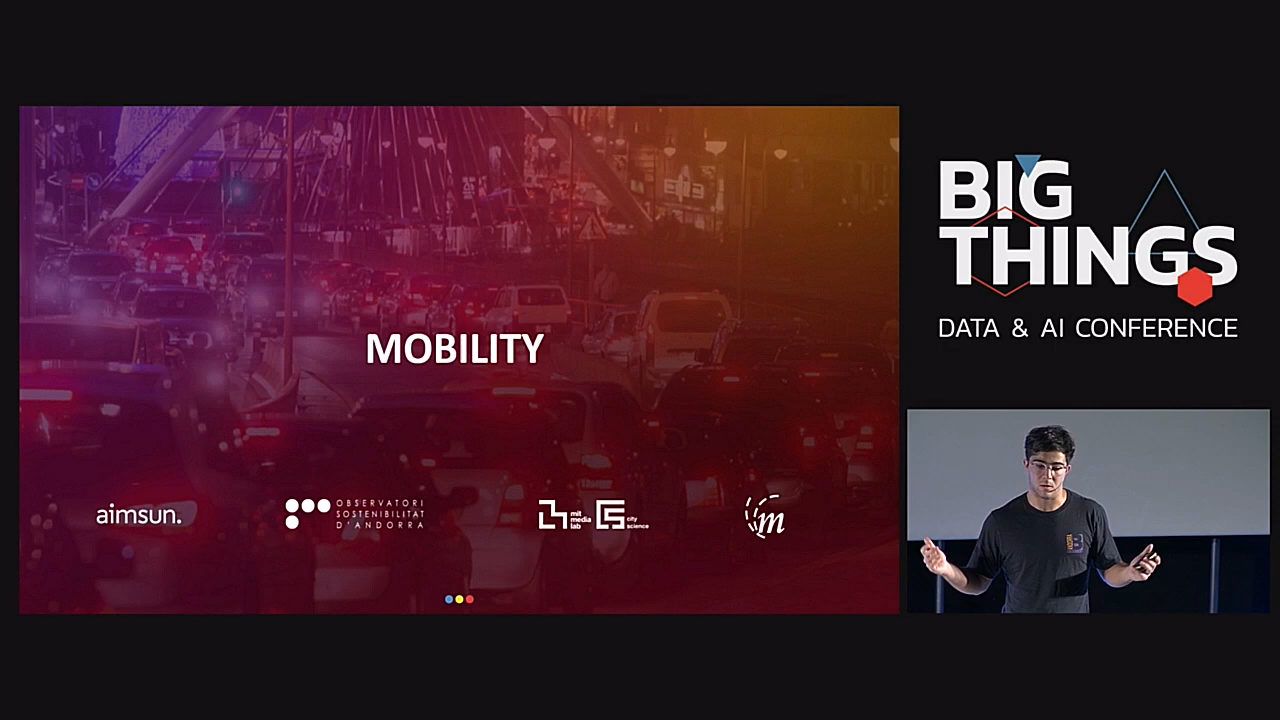 MOBILITY
aimsun.
OBSERVATORI
SOSTENIBILITAT
D'ANDORRA
mit
media
lab
city
science
m
BIG
THINGS
DATA & AI CONFERENCE